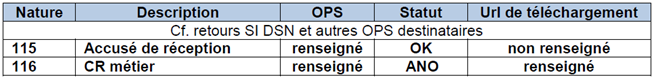 Nature Description OPS Statut Url de téléchargement
Cf. retours SI DSN et autres OPS destinataires
115 Accusé de réception renseigné OK non renseigné
116 CR métier renseigné ANO renseigné